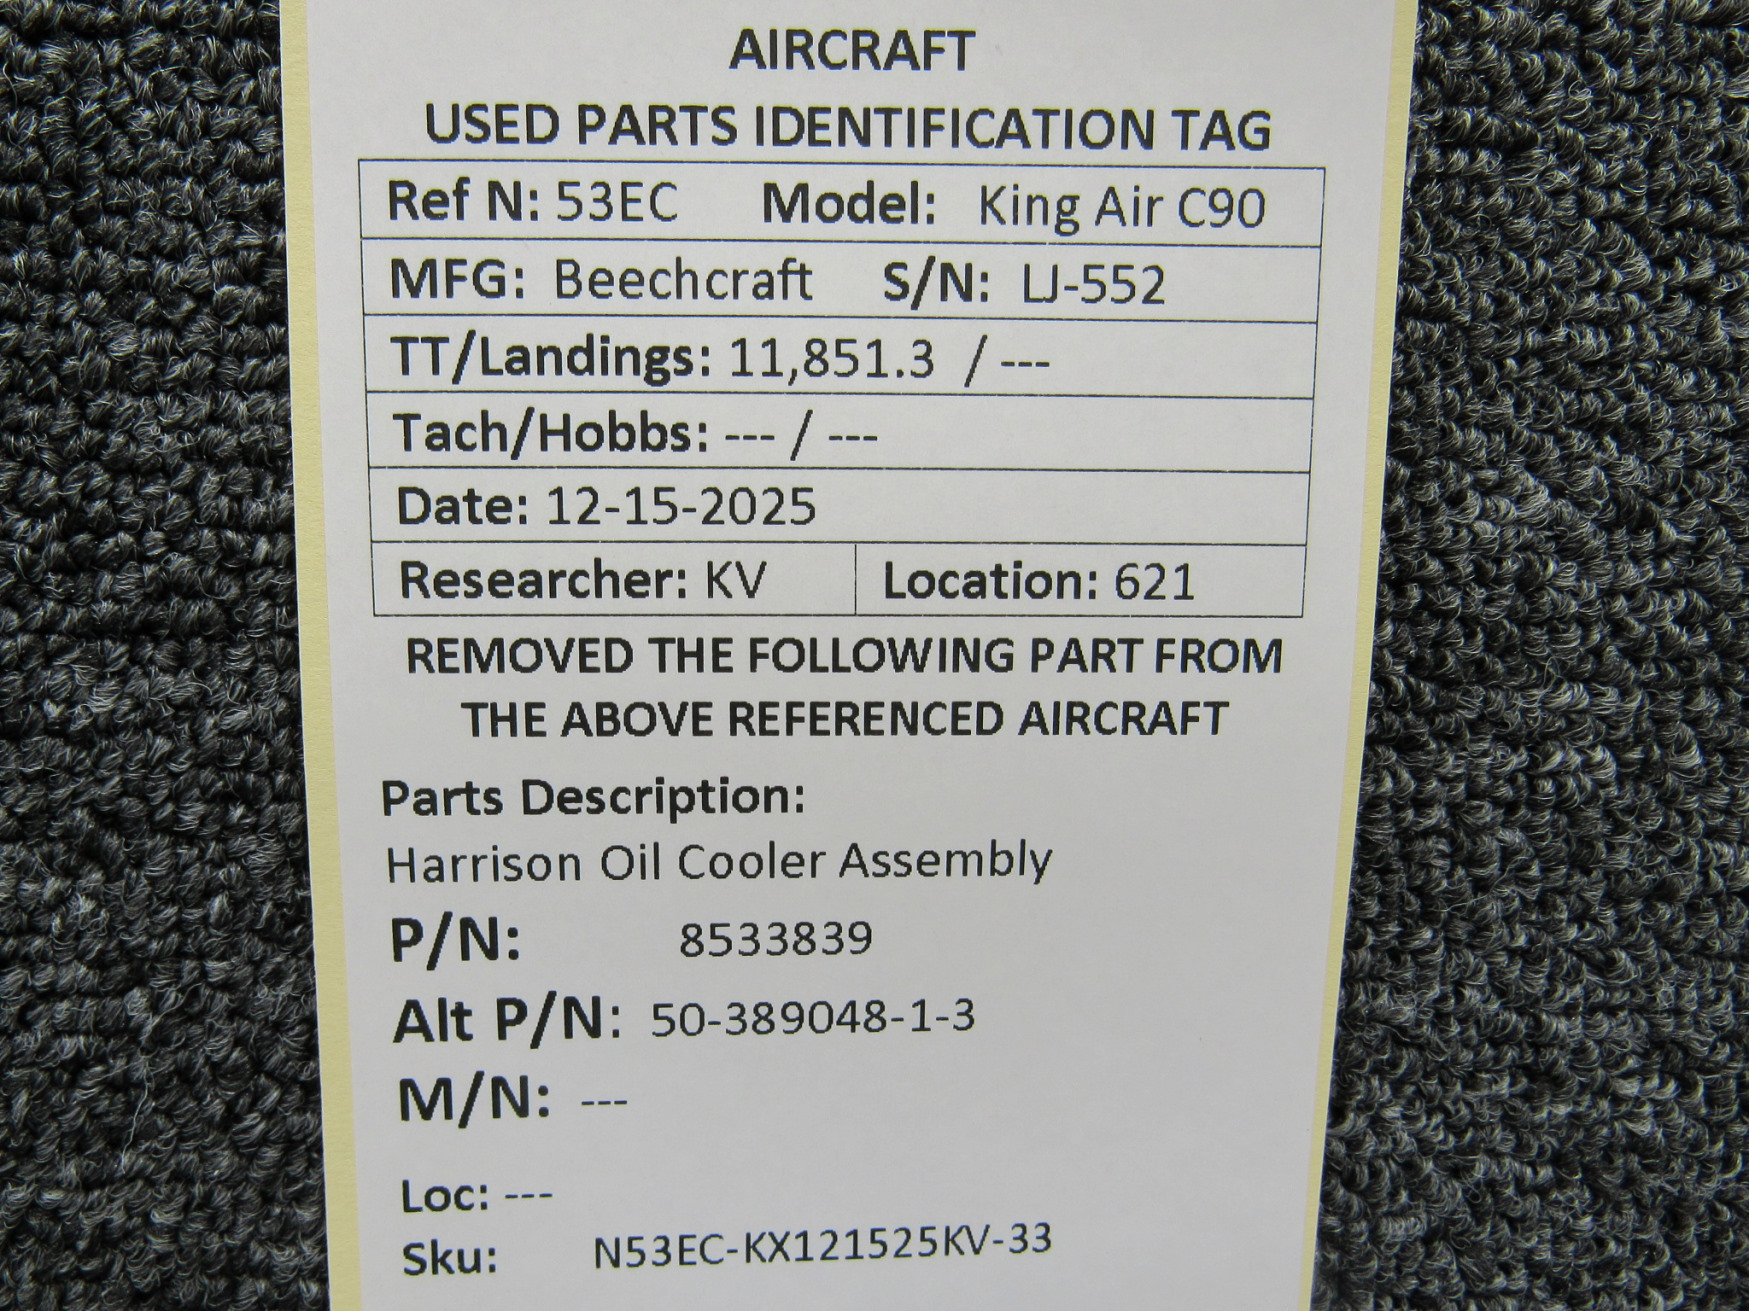 AIRCRAFT
USED PARTS IDENTIFICATION TAG
Ref N: 53EC Model: King Air C90
MFG: Beechcraft S/N: LJ-552
TT/Landings: 11,851.3 / ---
Tach/Hobbs: --- / ---
Date: 12-15-2025
Researcher: KV Location: 621
REMOVED THE FOLLOWING PART FROM
THE ABOVE REFERENCED AIRCRAFT
Parts Description:
Harrison Oil Cooler Assembly
P/N: 8533839
Alt P/N: 50-389048-1-3
M/N: ---
Loc: ---
Sku: N53EC-KX121525KV-33